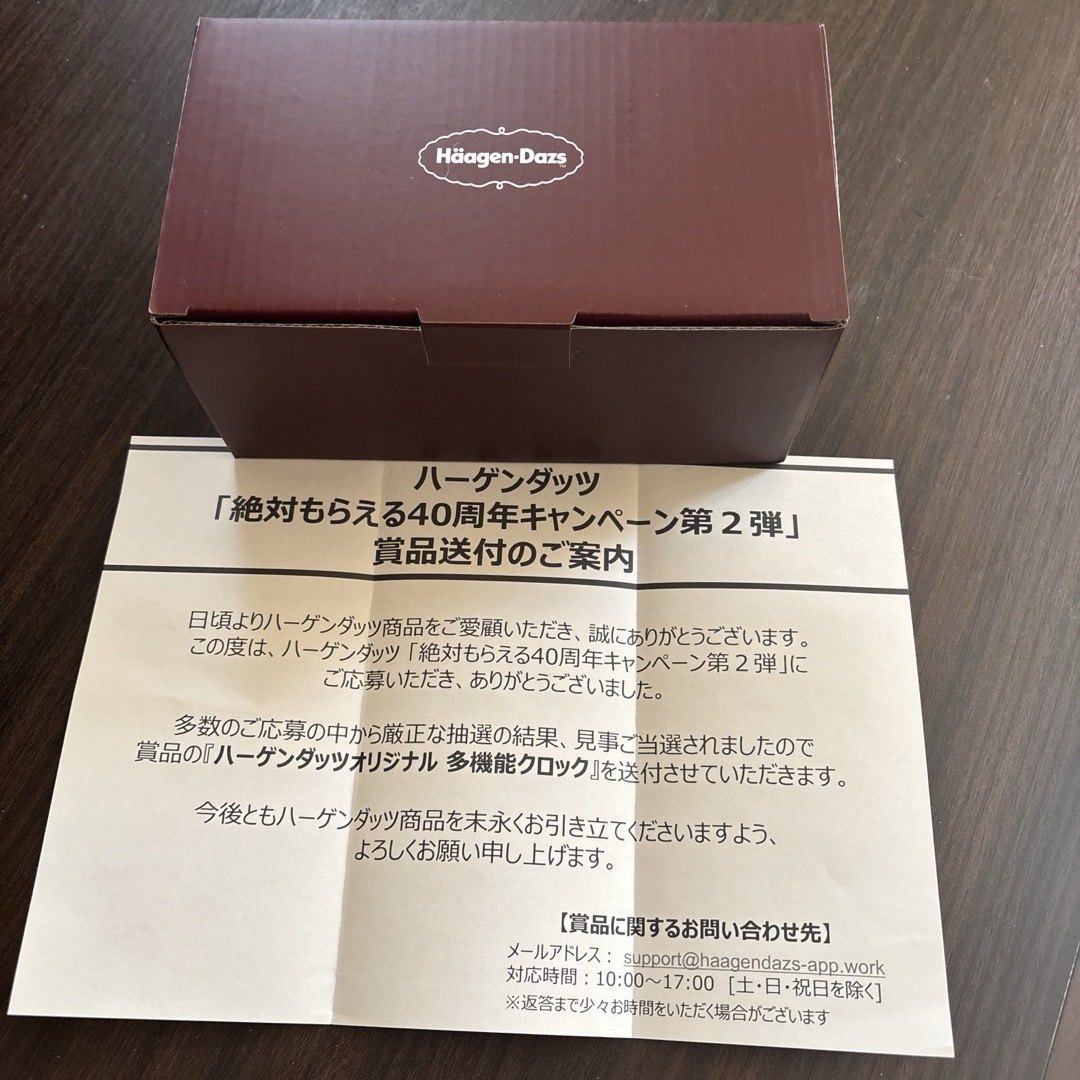 Häagen-Dazs
TM
ハーゲンダッツ
「絶対もらえる40周年キャンペーン第２弾」
賞品送付のご案内
日頃よりハーゲンダッツ商品をご愛顧いただき、誠にありがとうございます。
この度は、ハーゲンダッツ「絶対もらえる40周年キャンペーン第２弾」に
ご応募いただき、ありがとうございました。
多数のご応募の中から厳正な抽選の結果、見事ご当選されましたので
賞品の『ハーゲンダッツオリジナル 多機能クロック』を送付させていただきます。
今後ともハーゲンダッツ商品を末永くお引き立てくださいますよう、
よろしくお願い申し上げます。
【賞品に関するお問い合わせ先】
メールアドレス： support@haagendazs-app.work
対応時間：10:00～17:00 [土・日・祝日を除く]
※返答まで少々お時間をいただく場合がございます